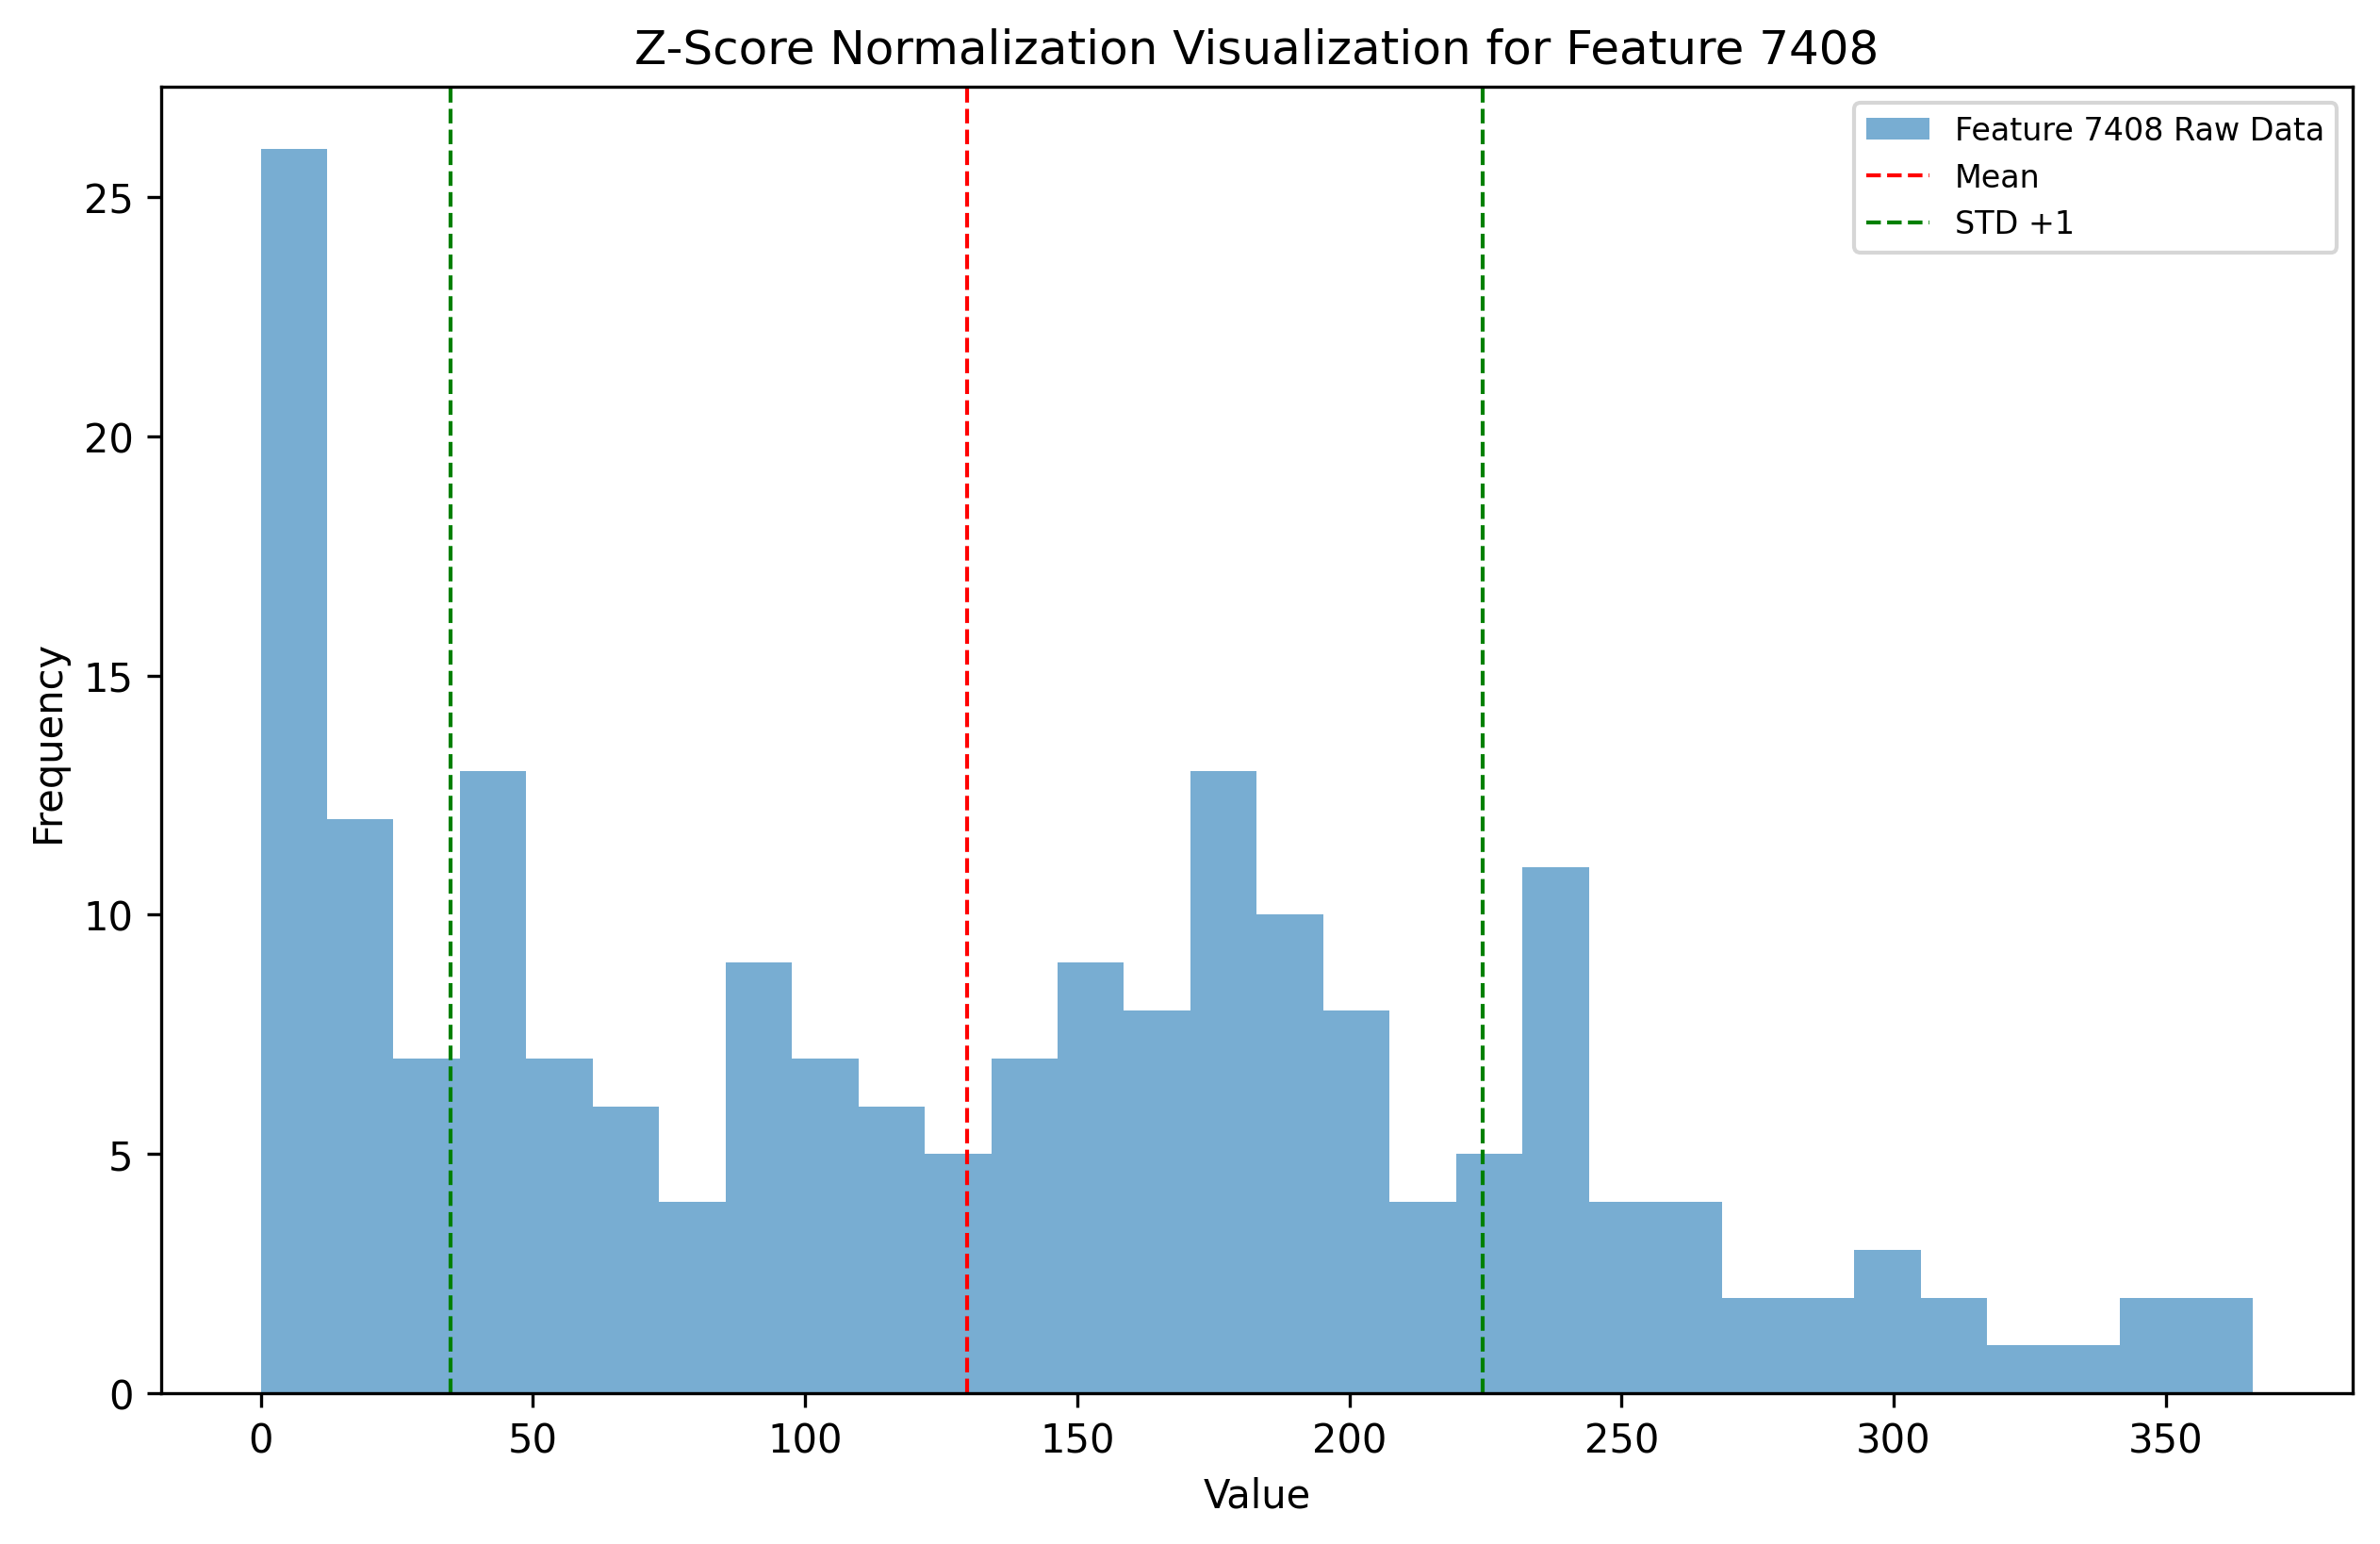 Z-Score Normalization Visualization for Feature 7408
Feature 7408 Raw Data
Mean
STD +1
25
20
15
10
5
0
Frequency
0 50 100 150 200 250 300 350
Value